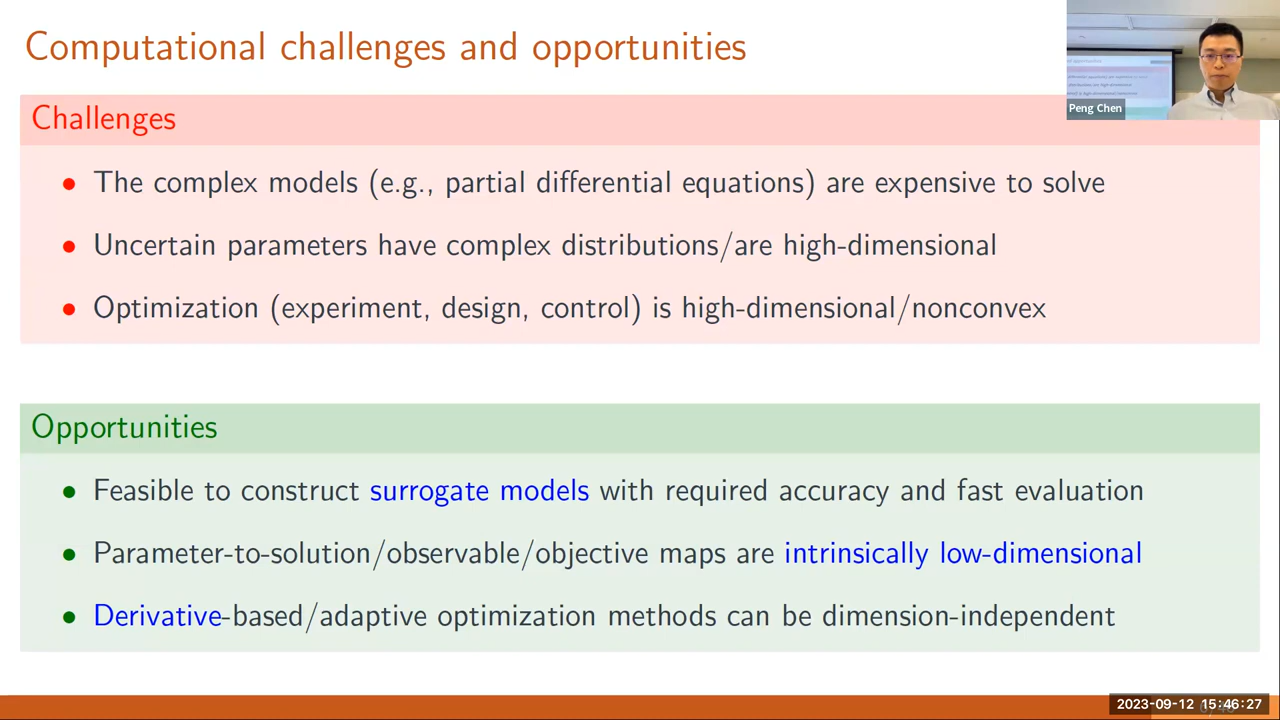 Computational challenges and opportunities
Peng Chen
Challenges
• The complex models (e.g., partial differential equations) are expensive to solve
• Uncertain parameters have complex distributions/are high-dimensional
• Optimization (experiment, design, control) is high-dimensional/nonconvex
Opportunities
• Feasible to construct surrogate models with required accuracy and fast evaluation
• Parameter-to-solution/observable/objective maps are intrinsically low-dimensional
• Derivative-based/adaptive optimization methods can be dimension-independent
2023-09-12 15:46:27